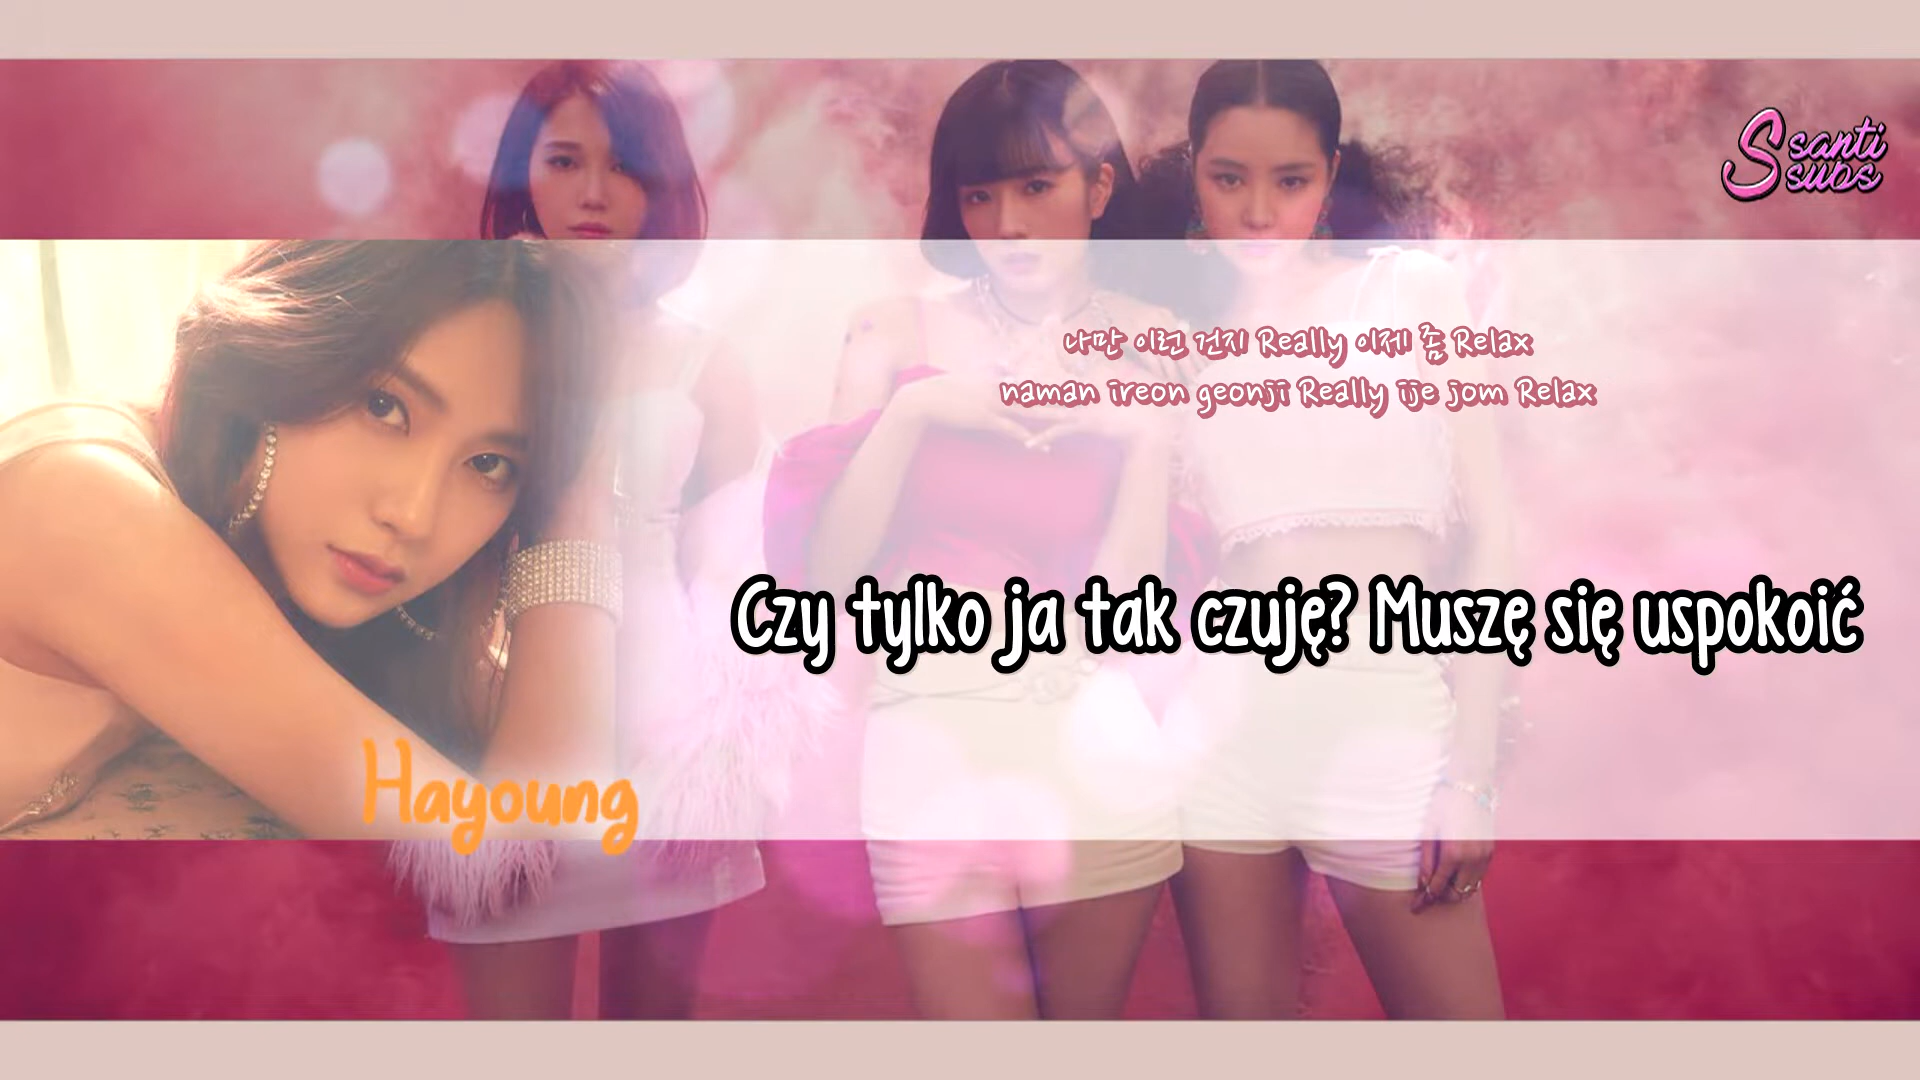 Ssanti
subs
나만 이런 건지 Really 이제 좀 Relax
naman ireon geonji Really ije jom Relax
Czy tylko ja tak czuję? Muszę się uspokoić
Hayoung